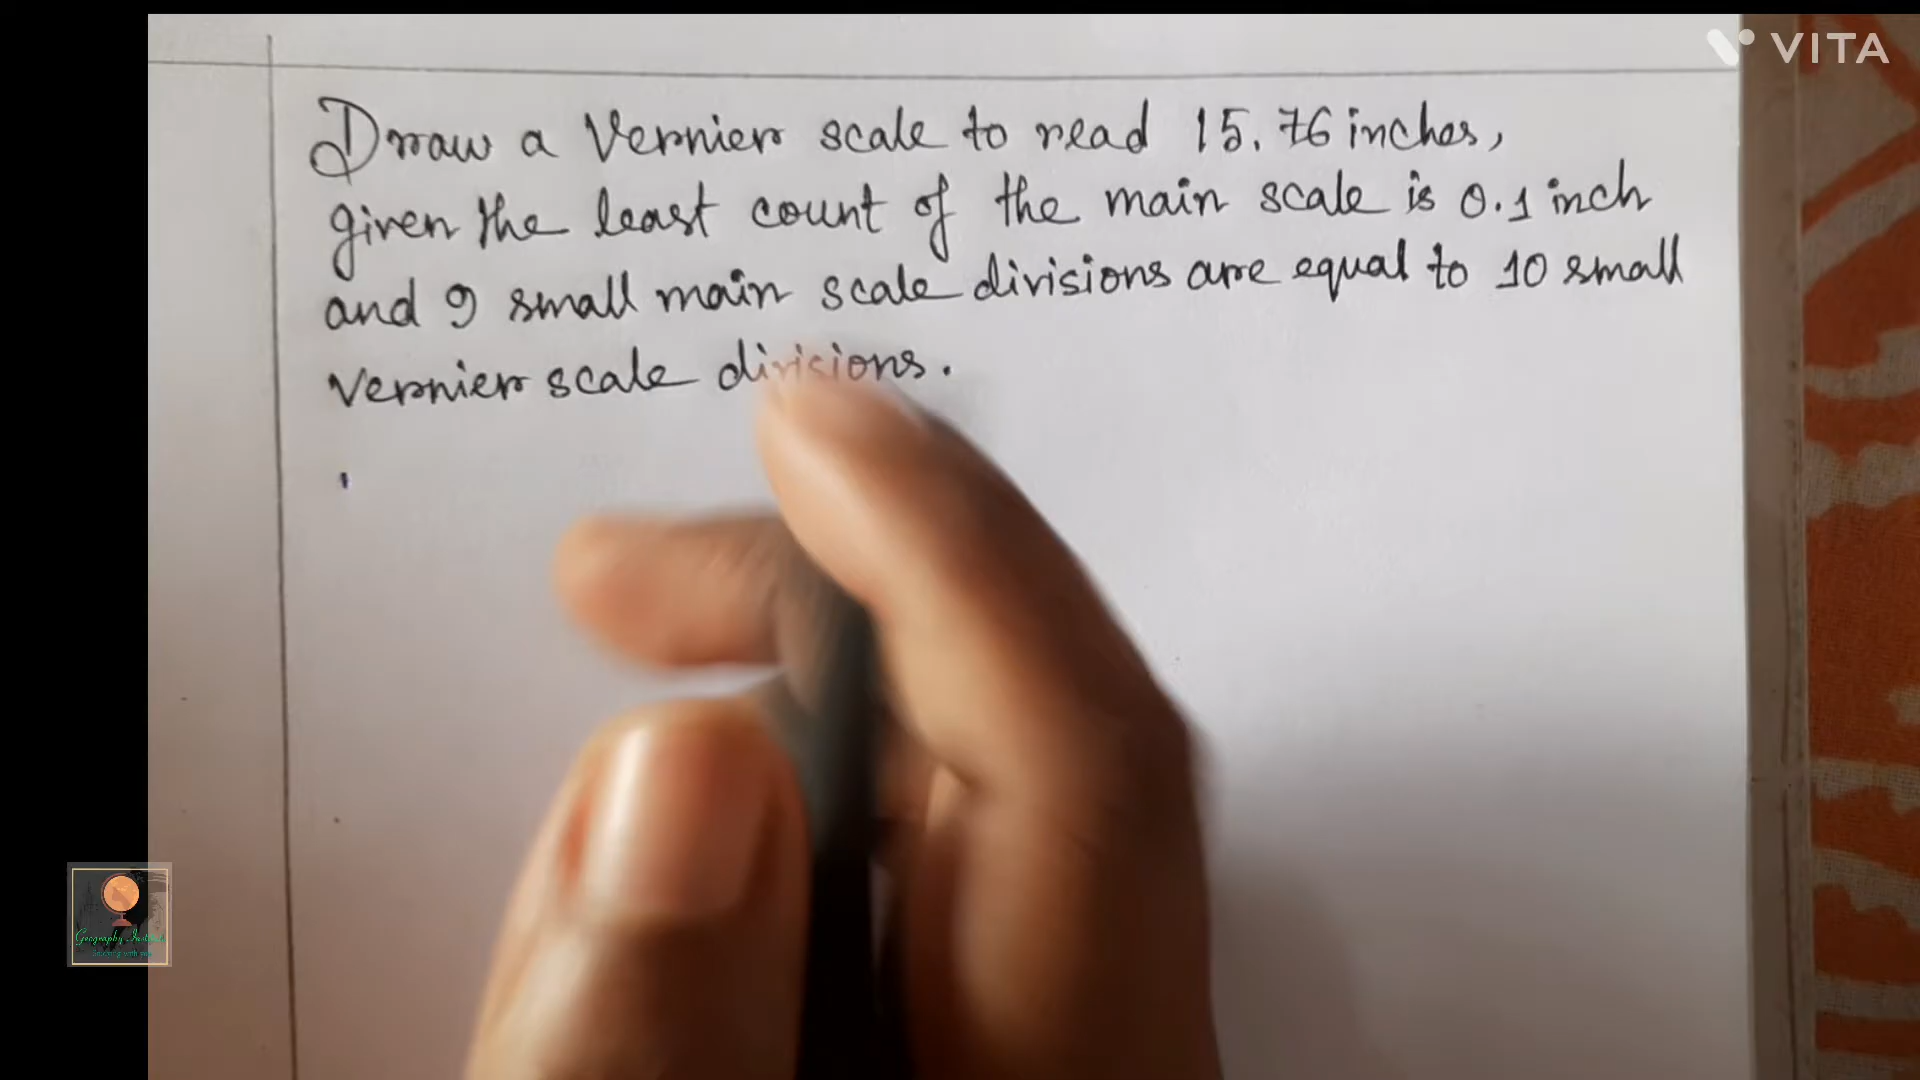 VITA
Draw a Vernier scale to read 15.76 inches,
given the least count of the main scale is 0.1 inch
and 9 small main scale divisions are equal to 10 small
vernier scale divisions.
Geography